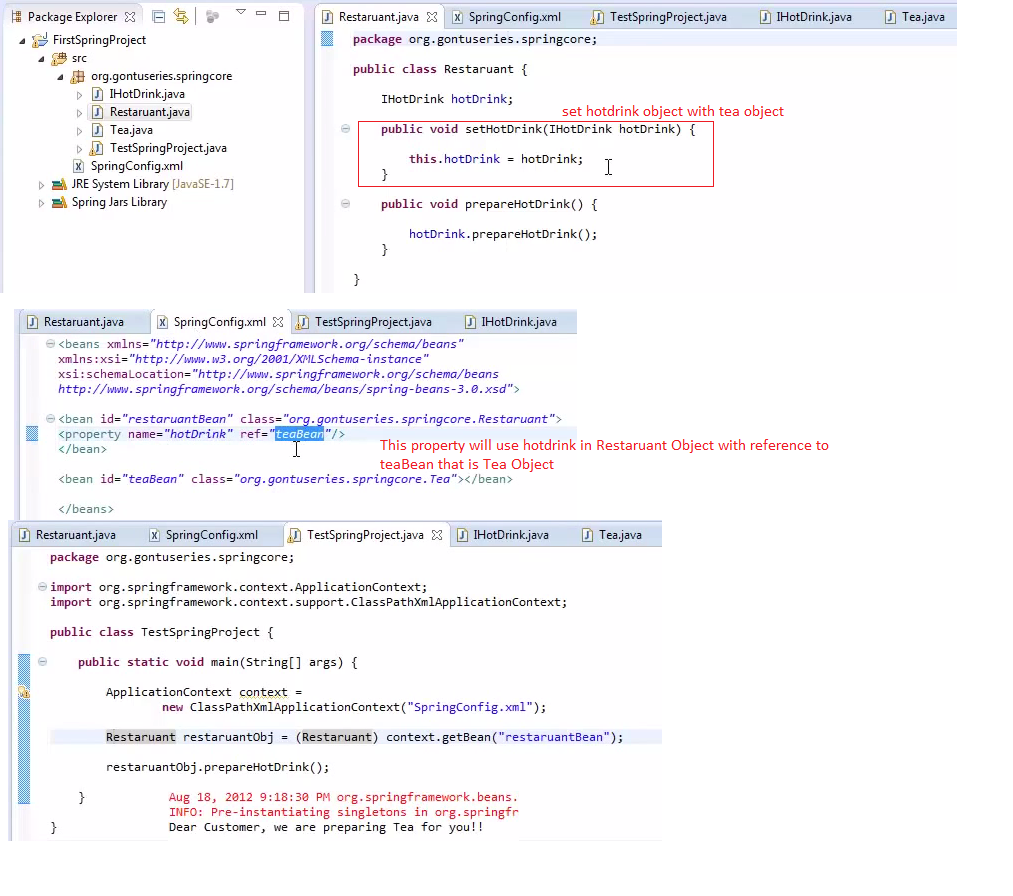 Package Explorer
FirstSpringProject
src
org.gontuseries.springcore
IHotDrink.java
Restaruant.java
Tea.java
TestSpringProject.java
SpringConfig.xml
JRE System Library [JavaSE-1.7]
Spring Jars Library
Restaruant.java SpringConfig.xml TestSpringProject.java IHotDrink.java Tea.java
package org.gontuseries.springcore;
public class Restaruant {
IHotDrink hotDrink;
set hotdrink object with tea object
public void setHotDrink(IHotDrink hotDrink) {
this.hotDrink = hotDrink;
}
public void prepareHotDrink() {
hotDrink.prepareHotDrink();
}
}
Restaruant.java SpringConfig.xml TestSpringProject.java IHotDrink.java
<beans xmlns="http://www.springframework.org/schema/beans"
xmlns:xsi="http://www.w3.org/2001/XMLSchema-instance"
xsi:schemaLocation="http://www.springframework.org/schema/beans
http://www.springframework.org/schema/beans/spring-beans-3.0.xsd">
<bean id="restaruantBean" class="org.gontuseries.springcore.Restaruant">
<property name="hotDrink" ref="teaBean"/>
</bean>
This property will use hotdrink in Restaruant Object with reference to
teaBean that is Tea Object
<bean id="teaBean" class="org.gontuseries.springcore.Tea"></bean>
</beans>
Restaruant.java SpringConfig.xml TestSpringProject.java IHotDrink.java Tea.java
package org.gontuseries.springcore;
import org.springframework.context.ApplicationContext;
import org.springframework.context.support.ClassPathXmlApplicationContext;
public class TestSpringProject {
public static void main(String[] args) {
ApplicationContext context =
new ClassPathXmlApplicationContext("SpringConfig.xml");
Restaruant restaruantObj = (Restaruant) context.getBean("restaruantBean");
restaruantObj.prepareHotDrink();
}
Aug 18, 2012 9:18:30 PM org.springframework.beans.
INFO: Pre-instantiating singletons in org.springfr
} Dear Customer, we are preparing Tea for you!!